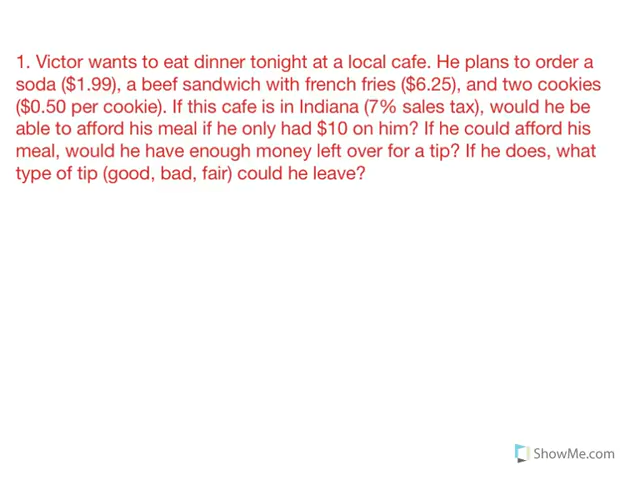 1. Victor wants to eat dinner tonight at a local cafe. He plans to order a
soda ($1.99), a beef sandwich with french fries ($6.25), and two cookies
($0.50 per cookie). If this cafe is in Indiana (7% sales tax), would he be
able to afford his meal if he only had $10 on him? If he could afford his
meal, would he have enough money left over for a tip? If he does, what
type of tip (good, bad, fair) could he leave?
ShowMe.com